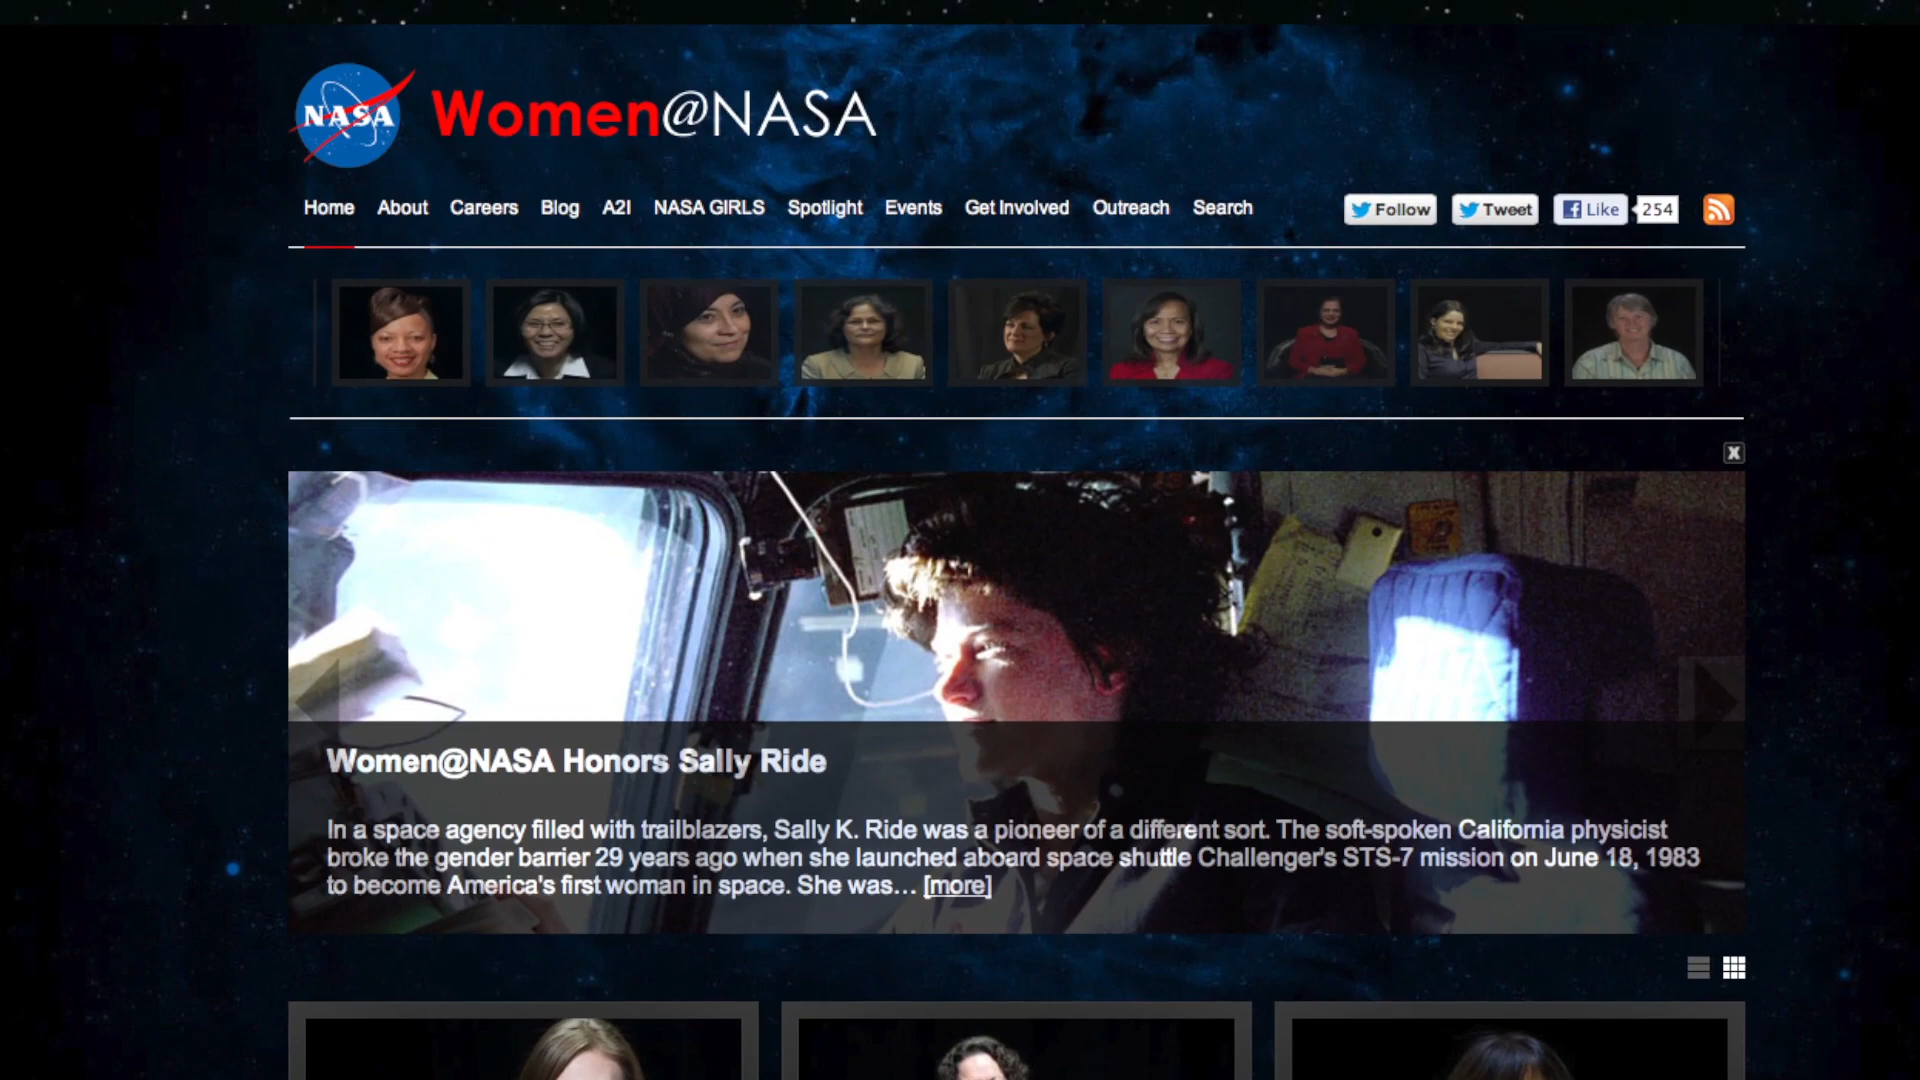 NASA
Women@NASA
Home About Careers Blog A2I NASA GIRLS Spotlight Events Get Involved Outreach Search
Follow Tweet Like 254
X
Women@NASA Honors Sally Ride
In a space agency filled with trailblazers, Sally K. Ride was a pioneer of a different sort. The soft-spoken California physicist
broke the gender barrier 29 years ago when she launched aboard space shuttle Challenger's STS-7 mission on June 18, 1983
to become America's first woman in space. She was... [more]